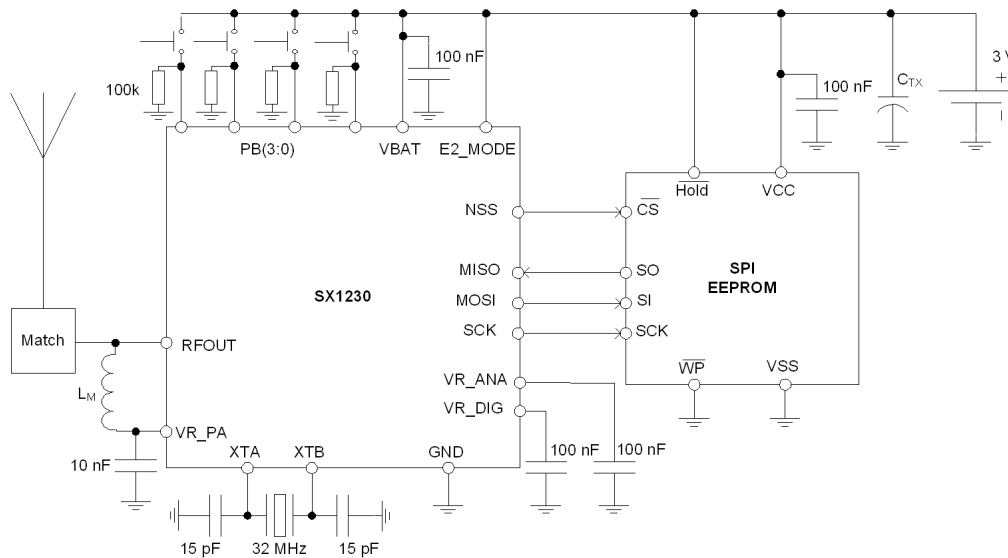 3 V
+
100 nF
100 nF
C_TX
100k
−
PB(3:0)
VBAT
E2_MODE
Hold
VCC
NSS
CS
MISO
SO
SPI
EEPROM
SX1230
MOSI
SI
SCK
SCK
Match
RFOUT
WP
VSS
VR_ANA
L_M
VR_DIG
VR_PA
XTA
XTB
GND
10 nF
100 nF
100 nF
15 pF
32 MHz
15 pF